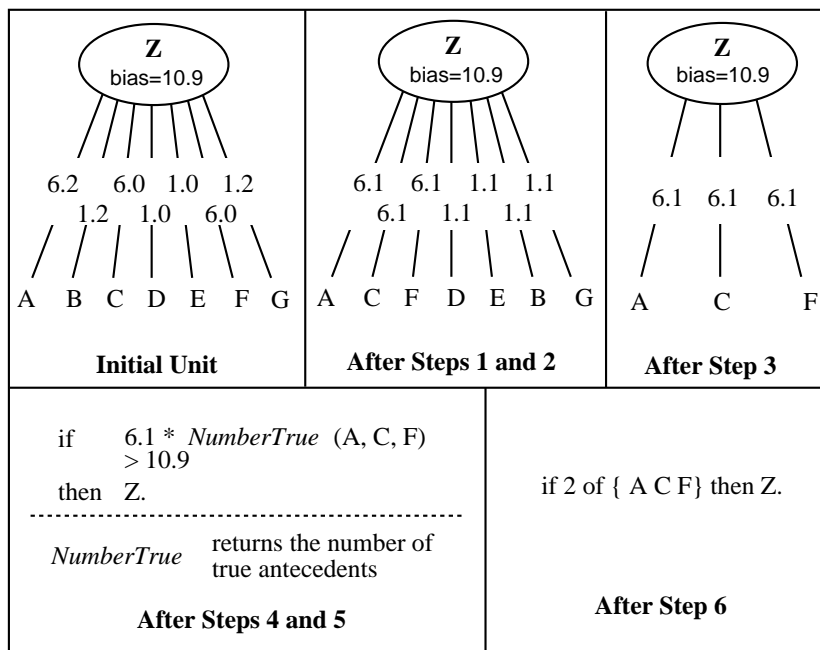 Z
bias=10.9
6.2 6.0 1.0 1.2
1.2 1.0 6.0
A B C D E F G
Initial Unit
Z
bias=10.9
6.1 6.1 1.1 1.1
6.1 1.1 1.1
A C F D E B G
After Steps 1 and 2
Z
bias=10.9
6.1 6.1 6.1
A C F
After Step 3
if 6.1 * NumberTrue (A, C, F)
> 10.9
then Z.
NumberTrue returns the number of
true antecedents
After Steps 4 and 5
if 2 of { A C F} then Z.
After Step 6